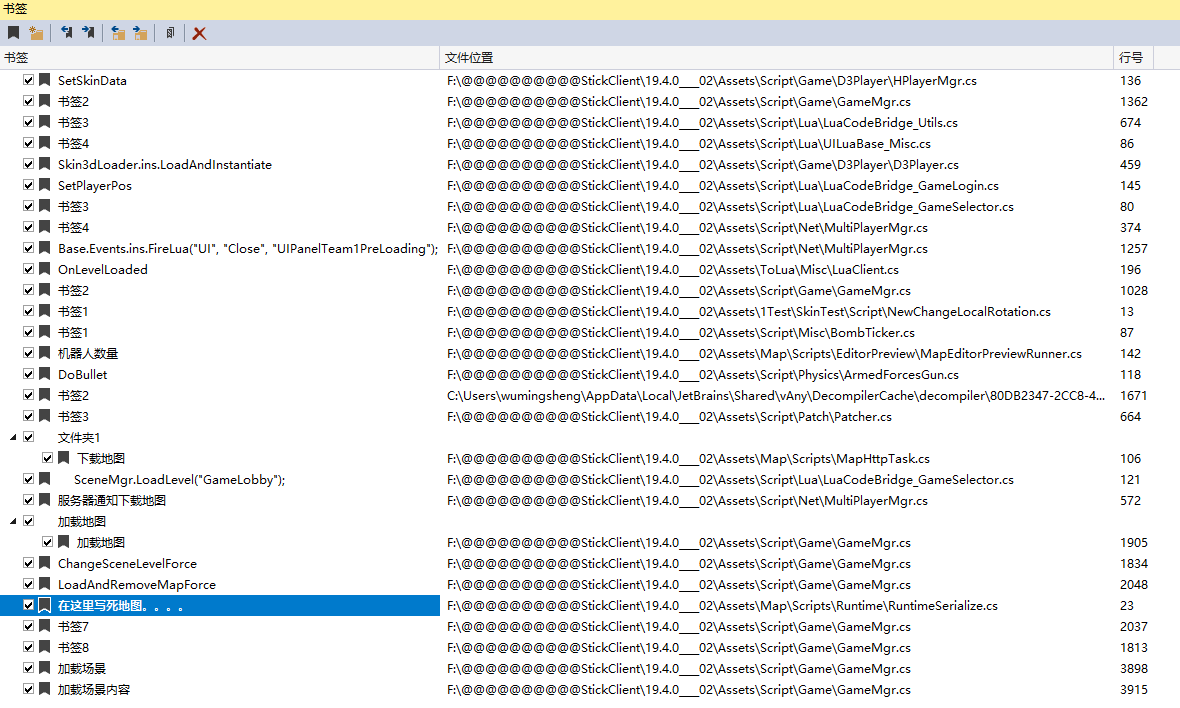 书签
书签 文件位置 行号
SetSkinData F:\@@@@@@@@@@StickClient\19.4.0___02\Assets\Script\Game\D3Player\HPlayerMgr.cs 136
书签2 F:\@@@@@@@@@@StickClient\19.4.0___02\Assets\Script\Game\GameMgr.cs 1362
书签3 F:\@@@@@@@@@@StickClient\19.4.0___02\Assets\Script\Lua\LuaCodeBridge_Utils.cs 674
书签4 F:\@@@@@@@@@@StickClient\19.4.0___02\Assets\Script\Lua\UILuaBase_Misc.cs 86
Skin3dLoader.ins.LoadAndInstantiate F:\@@@@@@@@@@StickClient\19.4.0___02\Assets\Script\Game\D3Player\D3Player.cs 459
SetPlayerPos F:\@@@@@@@@@@StickClient\19.4.0___02\Assets\Script\Lua\LuaCodeBridge_GameLogin.cs 145
书签3 F:\@@@@@@@@@@StickClient\19.4.0___02\Assets\Script\Lua\LuaCodeBridge_GameSelector.cs 80
书签4 F:\@@@@@@@@@@StickClient\19.4.0___02\Assets\Script\Net\MultiPlayerMgr.cs 374
Base.Events.ins.FireLua("UI", "Close", "UIPanelTeam1PreLoading"); F:\@@@@@@@@@@StickClient\19.4.0___02\Assets\Script\Net\MultiPlayerMgr.cs 1257
OnLevelLoaded F:\@@@@@@@@@@StickClient\19.4.0___02\Assets\ToLua\Misc\LuaClient.cs 196
书签2 F:\@@@@@@@@@@StickClient\19.4.0___02\Assets\Script\Game\GameMgr.cs 1028
书签1 F:\@@@@@@@@@@StickClient\19.4.0___02\Assets\1Test\SkinTest\Script\NewChangeLocalRotation.cs 13
书签1 F:\@@@@@@@@@@StickClient\19.4.0___02\Assets\Script\Misc\BombTicker.cs 87
机器人数量 F:\@@@@@@@@@@StickClient\19.4.0___02\Assets\Map\Scripts\EditorPreview\MapEditorPreviewRunner.cs 142
DoBullet F:\@@@@@@@@@@StickClient\19.4.0___02\Assets\Script\Physics\ArmedForcesGun.cs 118
书签2 C:\Users\wumingsheng\AppData\Local\JetBrains\Shared\vAny\DecompilerCache\decompiler\80DB2347-2CC8-4... 1671
书签3 F:\@@@@@@@@@@StickClient\19.4.0___02\Assets\Script\Patch\Patcher.cs 664
文件夹1
下载地图 F:\@@@@@@@@@@StickClient\19.4.0___02\Assets\Map\Scripts\MapHttpTask.cs 106
SceneMgr.LoadLevel("GameLobby"); F:\@@@@@@@@@@StickClient\19.4.0___02\Assets\Script\Lua\LuaCodeBridge_GameSelector.cs 121
服务器通知下载地图 F:\@@@@@@@@@@StickClient\19.4.0___02\Assets\Script\Net\MultiPlayerMgr.cs 572
加载地图
加载地图 F:\@@@@@@@@@@StickClient\19.4.0___02\Assets\Script\Game\GameMgr.cs 1905
ChangeSceneLevelForce F:\@@@@@@@@@@StickClient\19.4.0___02\Assets\Script\Game\GameMgr.cs 1834
LoadAndRemoveMapForce F:\@@@@@@@@@@StickClient\19.4.0___02\Assets\Script\Game\GameMgr.cs 2048
在这里写死地图。。。。 F:\@@@@@@@@@@StickClient\19.4.0___02\Assets\Map\Scripts\Runtime\RuntimeSerialize.cs 23
书签7 F:\@@@@@@@@@@StickClient\19.4.0___02\Assets\Script\Game\GameMgr.cs 2037
书签8 F:\@@@@@@@@@@StickClient\19.4.0___02\Assets\Script\Game\GameMgr.cs 1813
加载场景 F:\@@@@@@@@@@StickClient\19.4.0___02\Assets\Script\Game\GameMgr.cs 3898
加载场景内容 F:\@@@@@@@@@@StickClient\19.4.0___02\Assets\Script\Game\GameMgr.cs 3915